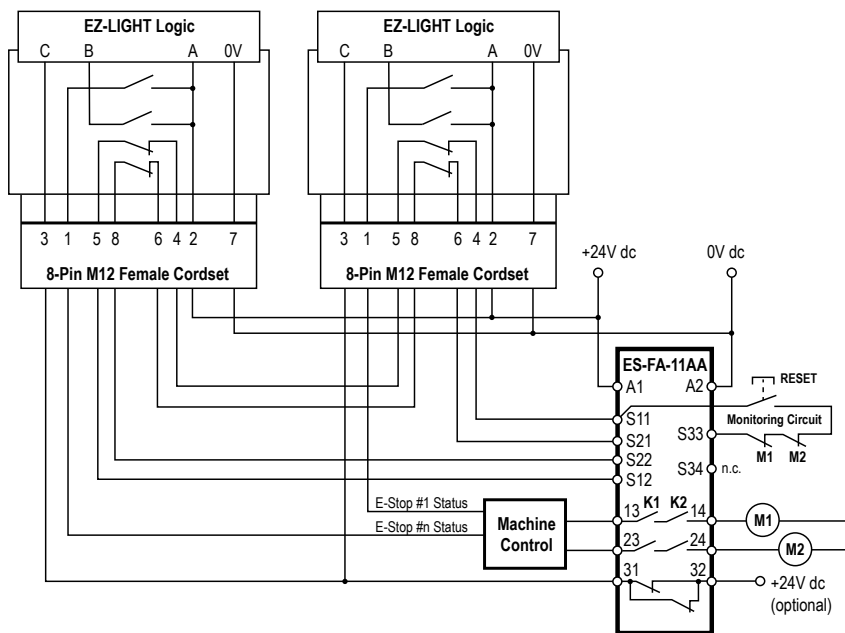 EZ-LIGHT Logic
C B A 0V
3 1 5 8 6 4 2 7
8-Pin M12 Female Cordset
EZ-LIGHT Logic
C B A 0V
3 1 5 8 6 4 2 7
8-Pin M12 Female Cordset
+24V dc
0V dc
ES-FA-11AA
A1 A2
S11
S21
S22
S12
S33
S34 n.c.
RESET
Monitoring Circuit
M1 M2
E-Stop #1 Status
E-Stop #n Status
Machine
Control
13 K1 K2 14
23 24
31 32
M1
M2
+24V dc
(optional)